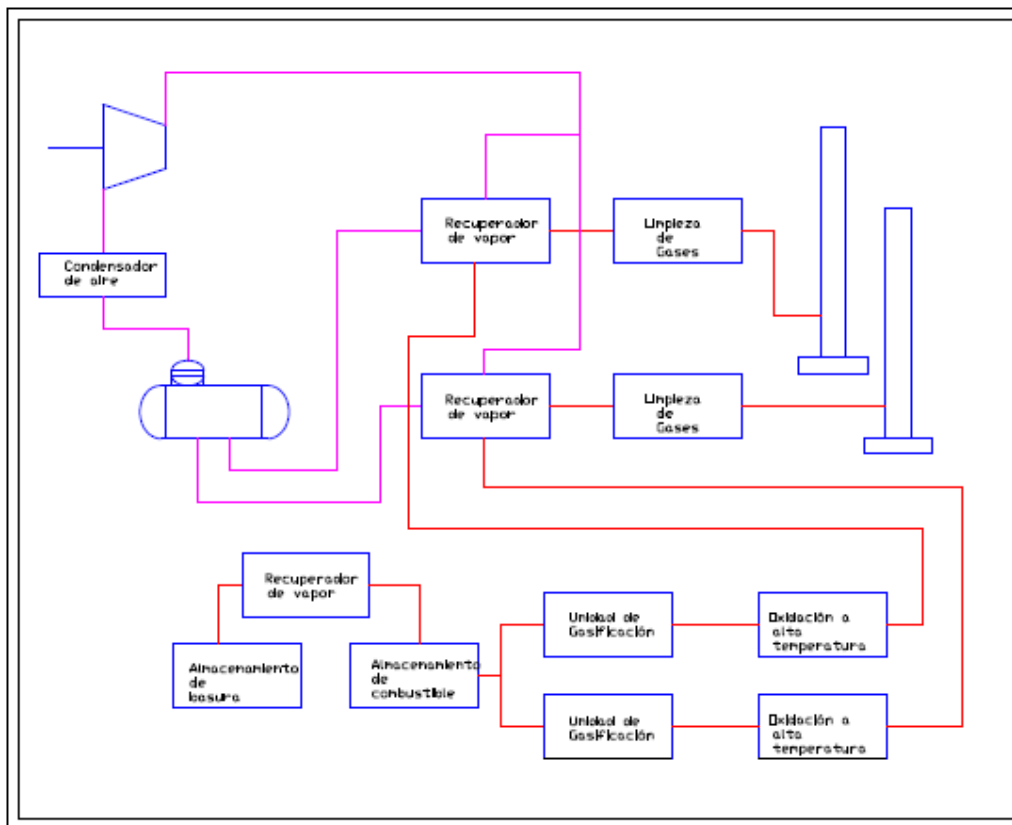 Recuperador
de vapor
Limpieza
de
Gases
Condensador
de aire
Recuperador
de vapor
Limpieza
de
Gases
Recuperador
de vapor
Almacenamiento
de
basura
Almacenamiento
de
combustible
Unidad de
Gasificación
Oxidación a
alta
temperatura
Unidad de
Gasificación
Oxidación a
alta
temperatura